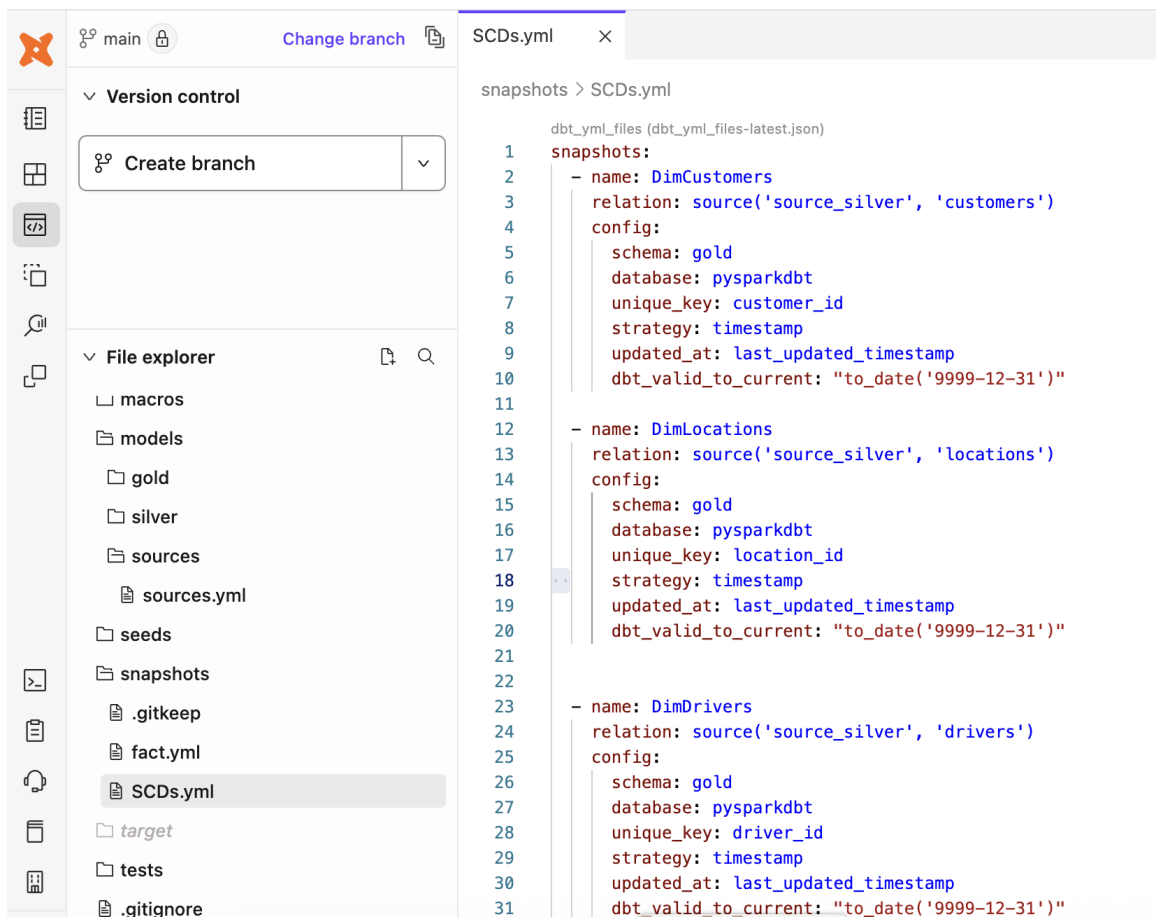 main
Change branch
Version control
Create branch
File explorer
macros
models
gold
silver
sources
sources.yml
seeds
snapshots
.gitkeep
fact.yml
SCDs.yml
target
tests
.gitignore
SCDs.yml
snapshots > SCDs.yml
dbt_yml_files (dbt_yml_files-latest.json)
1 snapshots:
2   - name: DimCustomers
3     relation: source('source_silver', 'customers')
4     config:
5       schema: gold
6       database: pysparkdbt
7       unique_key: customer_id
8       strategy: timestamp
9       updated_at: last_updated_timestamp
10       dbt_valid_to_current: "to_date('9999-12-31')"
11
12   - name: DimLocations
13     relation: source('source_silver', 'locations')
14     config:
15       schema: gold
16       database: pysparkdbt
17       unique_key: location_id
18       strategy: timestamp
19       updated_at: last_updated_timestamp
20       dbt_valid_to_current: "to_date('9999-12-31')"
21
22
23   - name: DimDrivers
24     relation: source('source_silver', 'drivers')
25     config:
26       schema: gold
27       database: pysparkdbt
28       unique_key: driver_id
29       strategy: timestamp
30       updated_at: last_updated_timestamp
31       dbt_valid_to_current: "to_date('9999-12-31')"